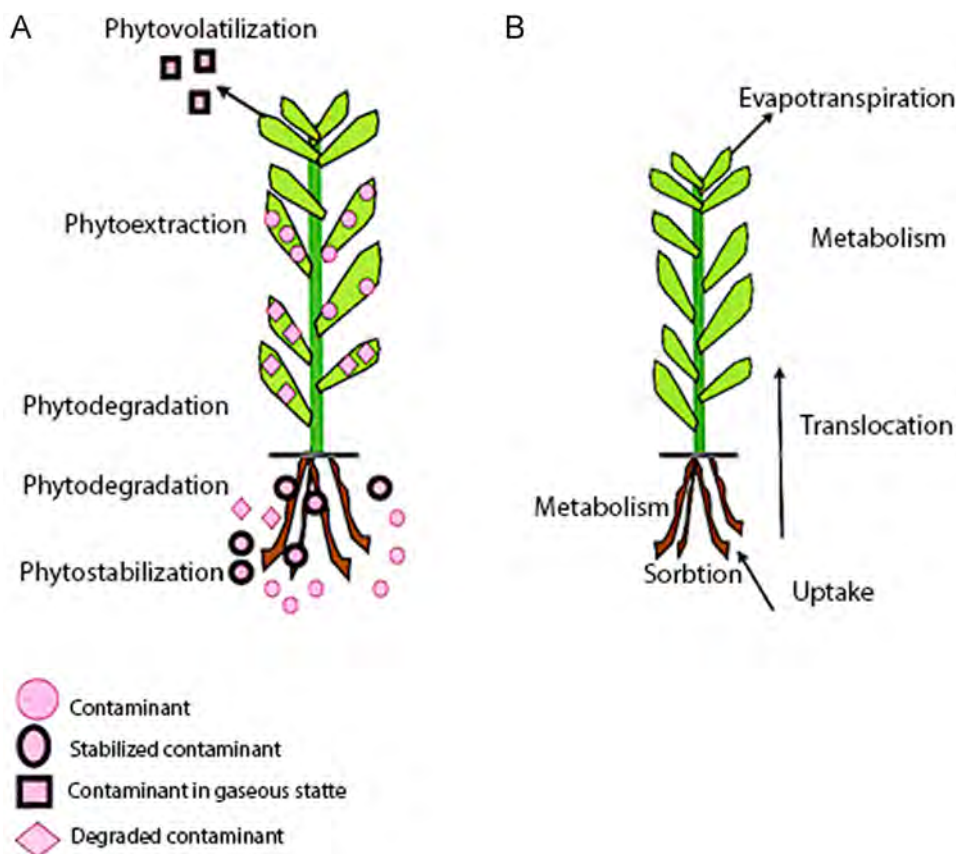 A
Phytovolatilization
Phytoextraction
Phytodegradation
Phytodegradation
Phytostabilization
Contaminant
Stabilized contaminant
Contaminant in gaseous statte
Degraded contaminant
B
Evapotranspiration
Metabolism
Translocation
Metabolism
Sorbtion
Uptake